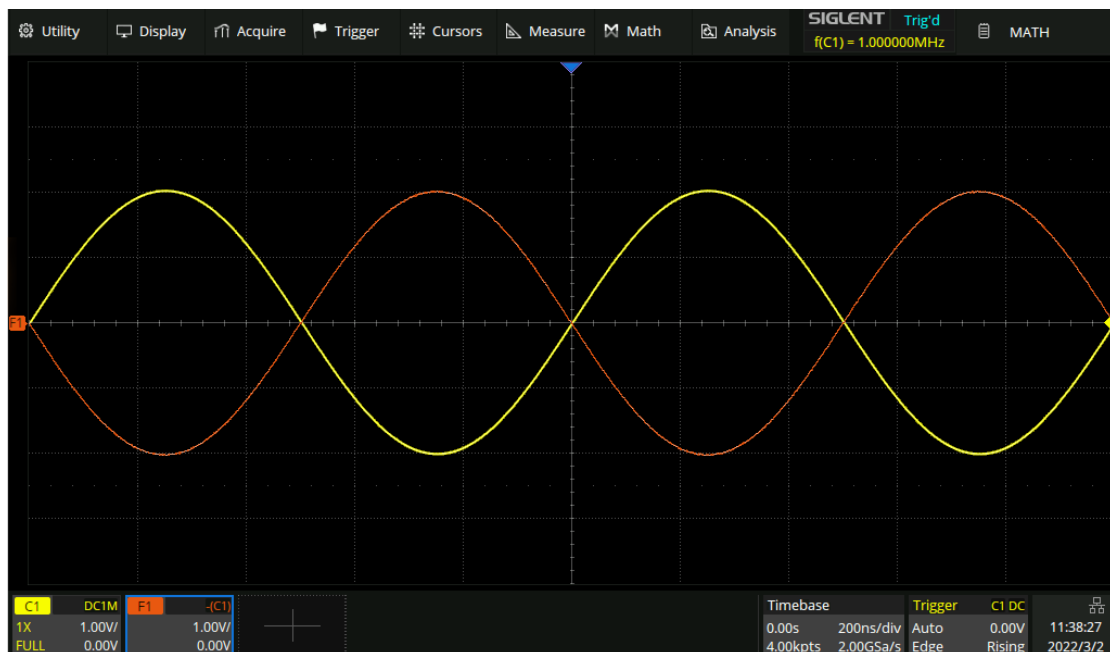 Utility Display Acquire Trigger Cursors Measure Math Analysis SIGLENT Trig'd MATH
f(C1) = 1.000000MHz
F1
C1 DC1M F1 -(C1) Timebase Trigger C1 DC
1X 1.00V/ 1.00V/ 0.00s 200ns/div Auto 0.00V 11:38:27
FULL 0.00V 0.00V 4.00kpts 2.00GSa/s Edge Rising 2022/3/2